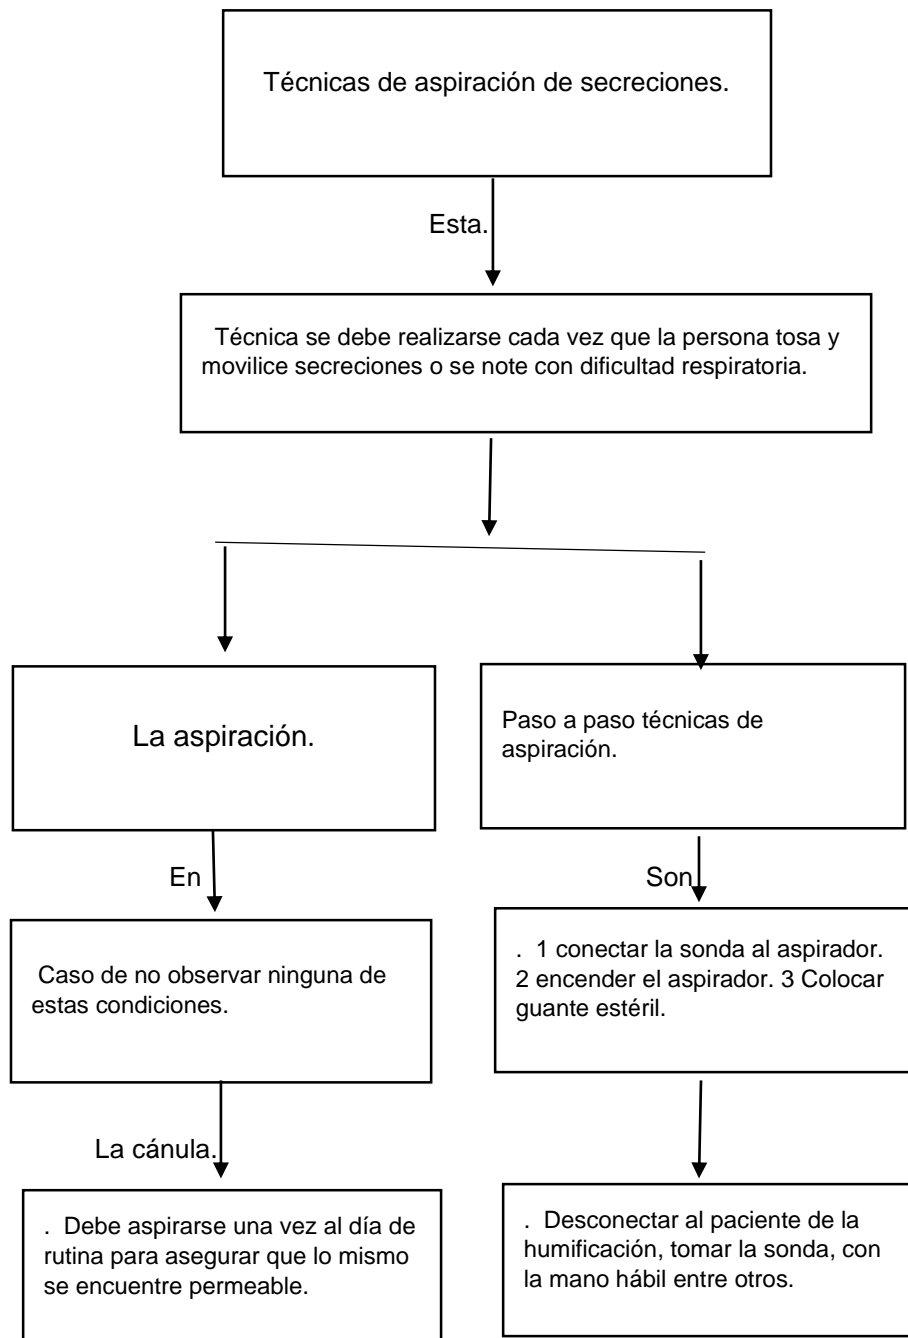 Técnicas de aspiración de secreciones.
Esta.
Técnica se debe realizarse cada vez que la persona tosa y
movilice secreciones o se note con dificultad respiratoria.
La aspiración.
En
Caso de no observar ninguna de
estas condiciones.
La cánula.
. Debe aspirarse una vez al día de
rutina para asegurar que lo mismo
se encuentre permeable.
Paso a paso técnicas de
aspiración.
Son
. 1 conectar la sonda al aspirador.
2 encender el aspirador. 3 Colocar
guante estéril.
. Desconectar al paciente de la
humificación, tomar la sonda, con
la mano hábil entre otros.